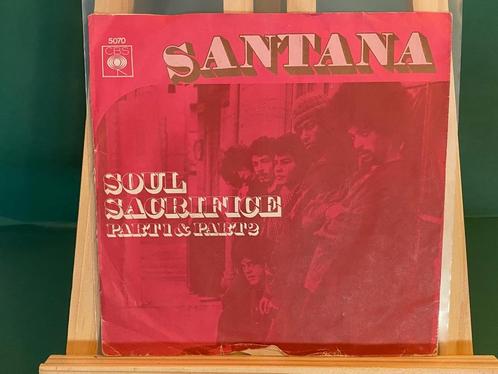 5070
CBS
SANTANA
SOUL
SACRIFICE
PART 1 & PART 2